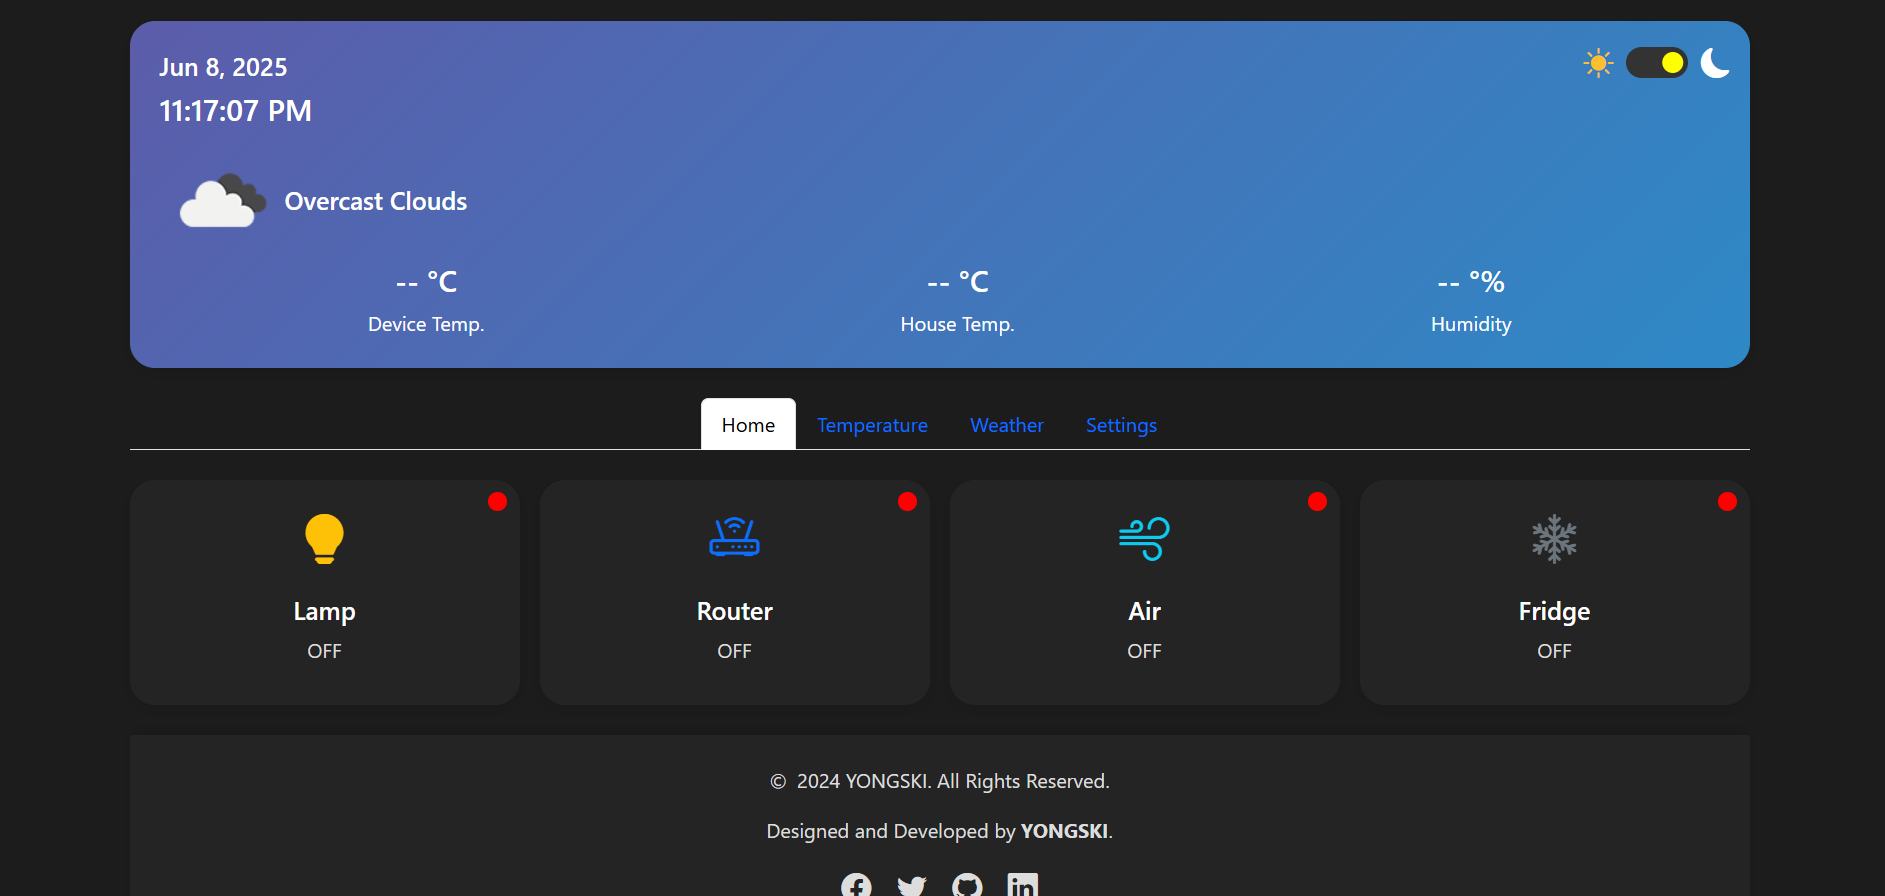 Jun 8, 2025
11:17:07 PM
Overcast Clouds
-- °C
Device Temp.
-- °C
House Temp.
-- °%
Humidity
Home
Temperature
Weather
Settings
Lamp
OFF
Router
OFF
Air
OFF
Fridge
OFF
© 2024 YONGSKI. All Rights Reserved.
Designed and Developed by YONGSKI.
in